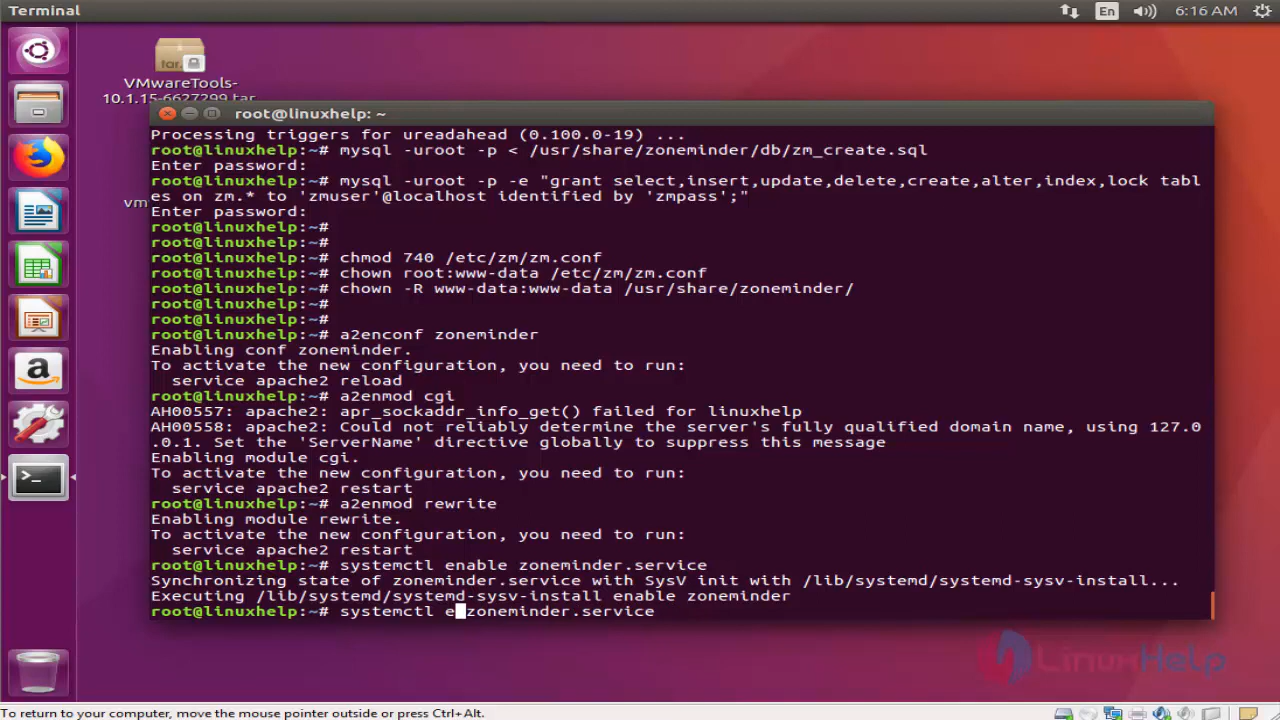 Terminal
En
6:16 AM
tar.
VMwareTools-
10.1.15-6627299.tar
root@linuxhelp: ~
Processing triggers for ureadahead (0.100.0-19) ...
root@linuxhelp:~# mysql -uroot -p < /usr/share/zoneminder/db/zm_create.sql
Enter password:
root@linuxhelp:~# mysql -uroot -p -e "grant select,insert,update,delete,create,alter,index,lock tabl
es on zm.* to 'zmuser'@localhost identified by 'zmpass';"
vm
Enter password:
root@linuxhelp:~#
root@linuxhelp:~#
root@linuxhelp:~# chmod 740 /etc/zm/zm.conf
root@linuxhelp:~# chown root:www-data /etc/zm/zm.conf
root@linuxhelp:~# chown -R www-data:www-data /usr/share/zoneminder/
root@linuxhelp:~#
root@linuxhelp:~#
root@linuxhelp:~# a2enconf zoneminder
Enabling conf zoneminder.
To activate the new configuration, you need to run:
  service apache2 reload
root@linuxhelp:~# a2enmod cgi
AH00557: apache2: apr_sockaddr_info_get() failed for linuxhelp
AH00558: apache2: Could not reliably determine the server's fully qualified domain name, using 127.0
.0.1. Set the 'ServerName' directive globally to suppress this message
Enabling module cgi.
To activate the new configuration, you need to run:
  service apache2 restart
root@linuxhelp:~# a2enmod rewrite
Enabling module rewrite.
To activate the new configuration, you need to run:
  service apache2 restart
root@linuxhelp:~# systemctl enable zoneminder.service
Synchronizing state of zoneminder.service with SysV init with /lib/systemd/systemd-sysv-install...
Executing /lib/systemd/systemd-sysv-install enable zoneminder
root@linuxhelp:~# systemctl e zoneminder.service
LinuxHelp
To return to your computer, move the mouse pointer outside or press Ctrl+Alt.